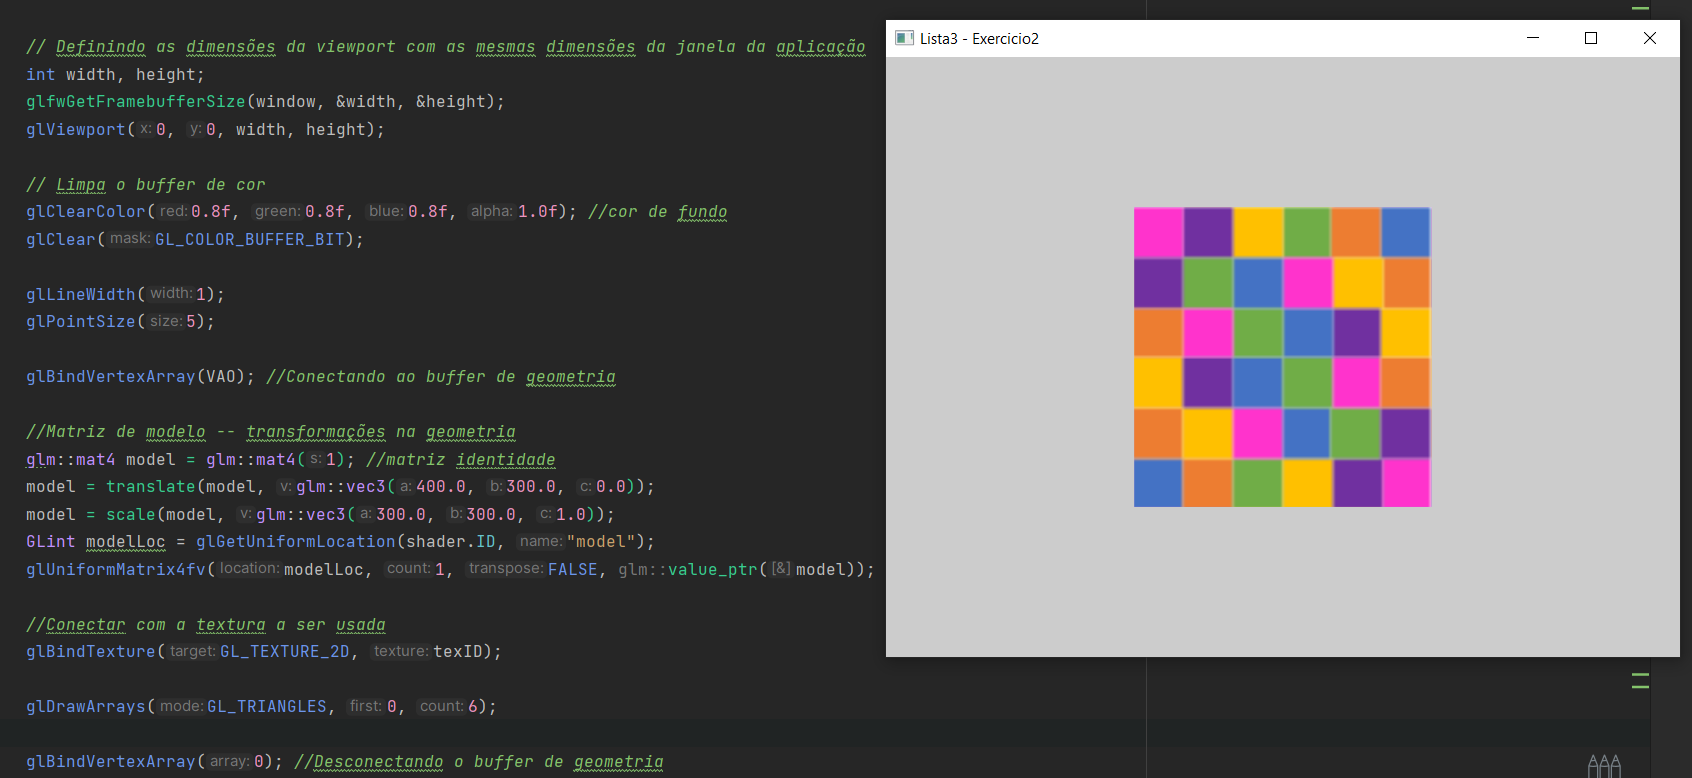 // Definindo as dimensões da viewport com as mesmas dimensões da janela da aplicação
int width, height;
glfwGetFramebufferSize(window, &width, &height);
glViewport(x:0, y:0, width, height);
// Limpa o buffer de cor
glClearColor(red:0.8f, green:0.8f, blue:0.8f, alpha:1.0f); //cor de fundo
glClear(mask:GL_COLOR_BUFFER_BIT);
glLineWidth(width:1);
glPointSize(size:5);
glBindVertexArray(VAO); //Conectando ao buffer de geometria
//Matriz de modelo -- transformações na geometria
glm::mat4 model = glm::mat4(s:1); //matriz identidade
model = translate(model, v:glm::vec3(a:400.0, b:300.0, c:0.0));
model = scale(model, v:glm::vec3(a:300.0, b:300.0, c:1.0));
GLint modelLoc = glGetUniformLocation(shader.ID, name:"model");
glUniformMatrix4fv(location:modelLoc, count:1, transpose:FALSE, glm::value_ptr([&]model));
//Conectar com a textura a ser usada
glBindTexture(target:GL_TEXTURE_2D, texture:texID);
glDrawArrays(mode:GL_TRIANGLES, first:0, count:6);
glBindVertexArray(array:0); //Desconectando o buffer de geometria
Lista3 - Exercicio2